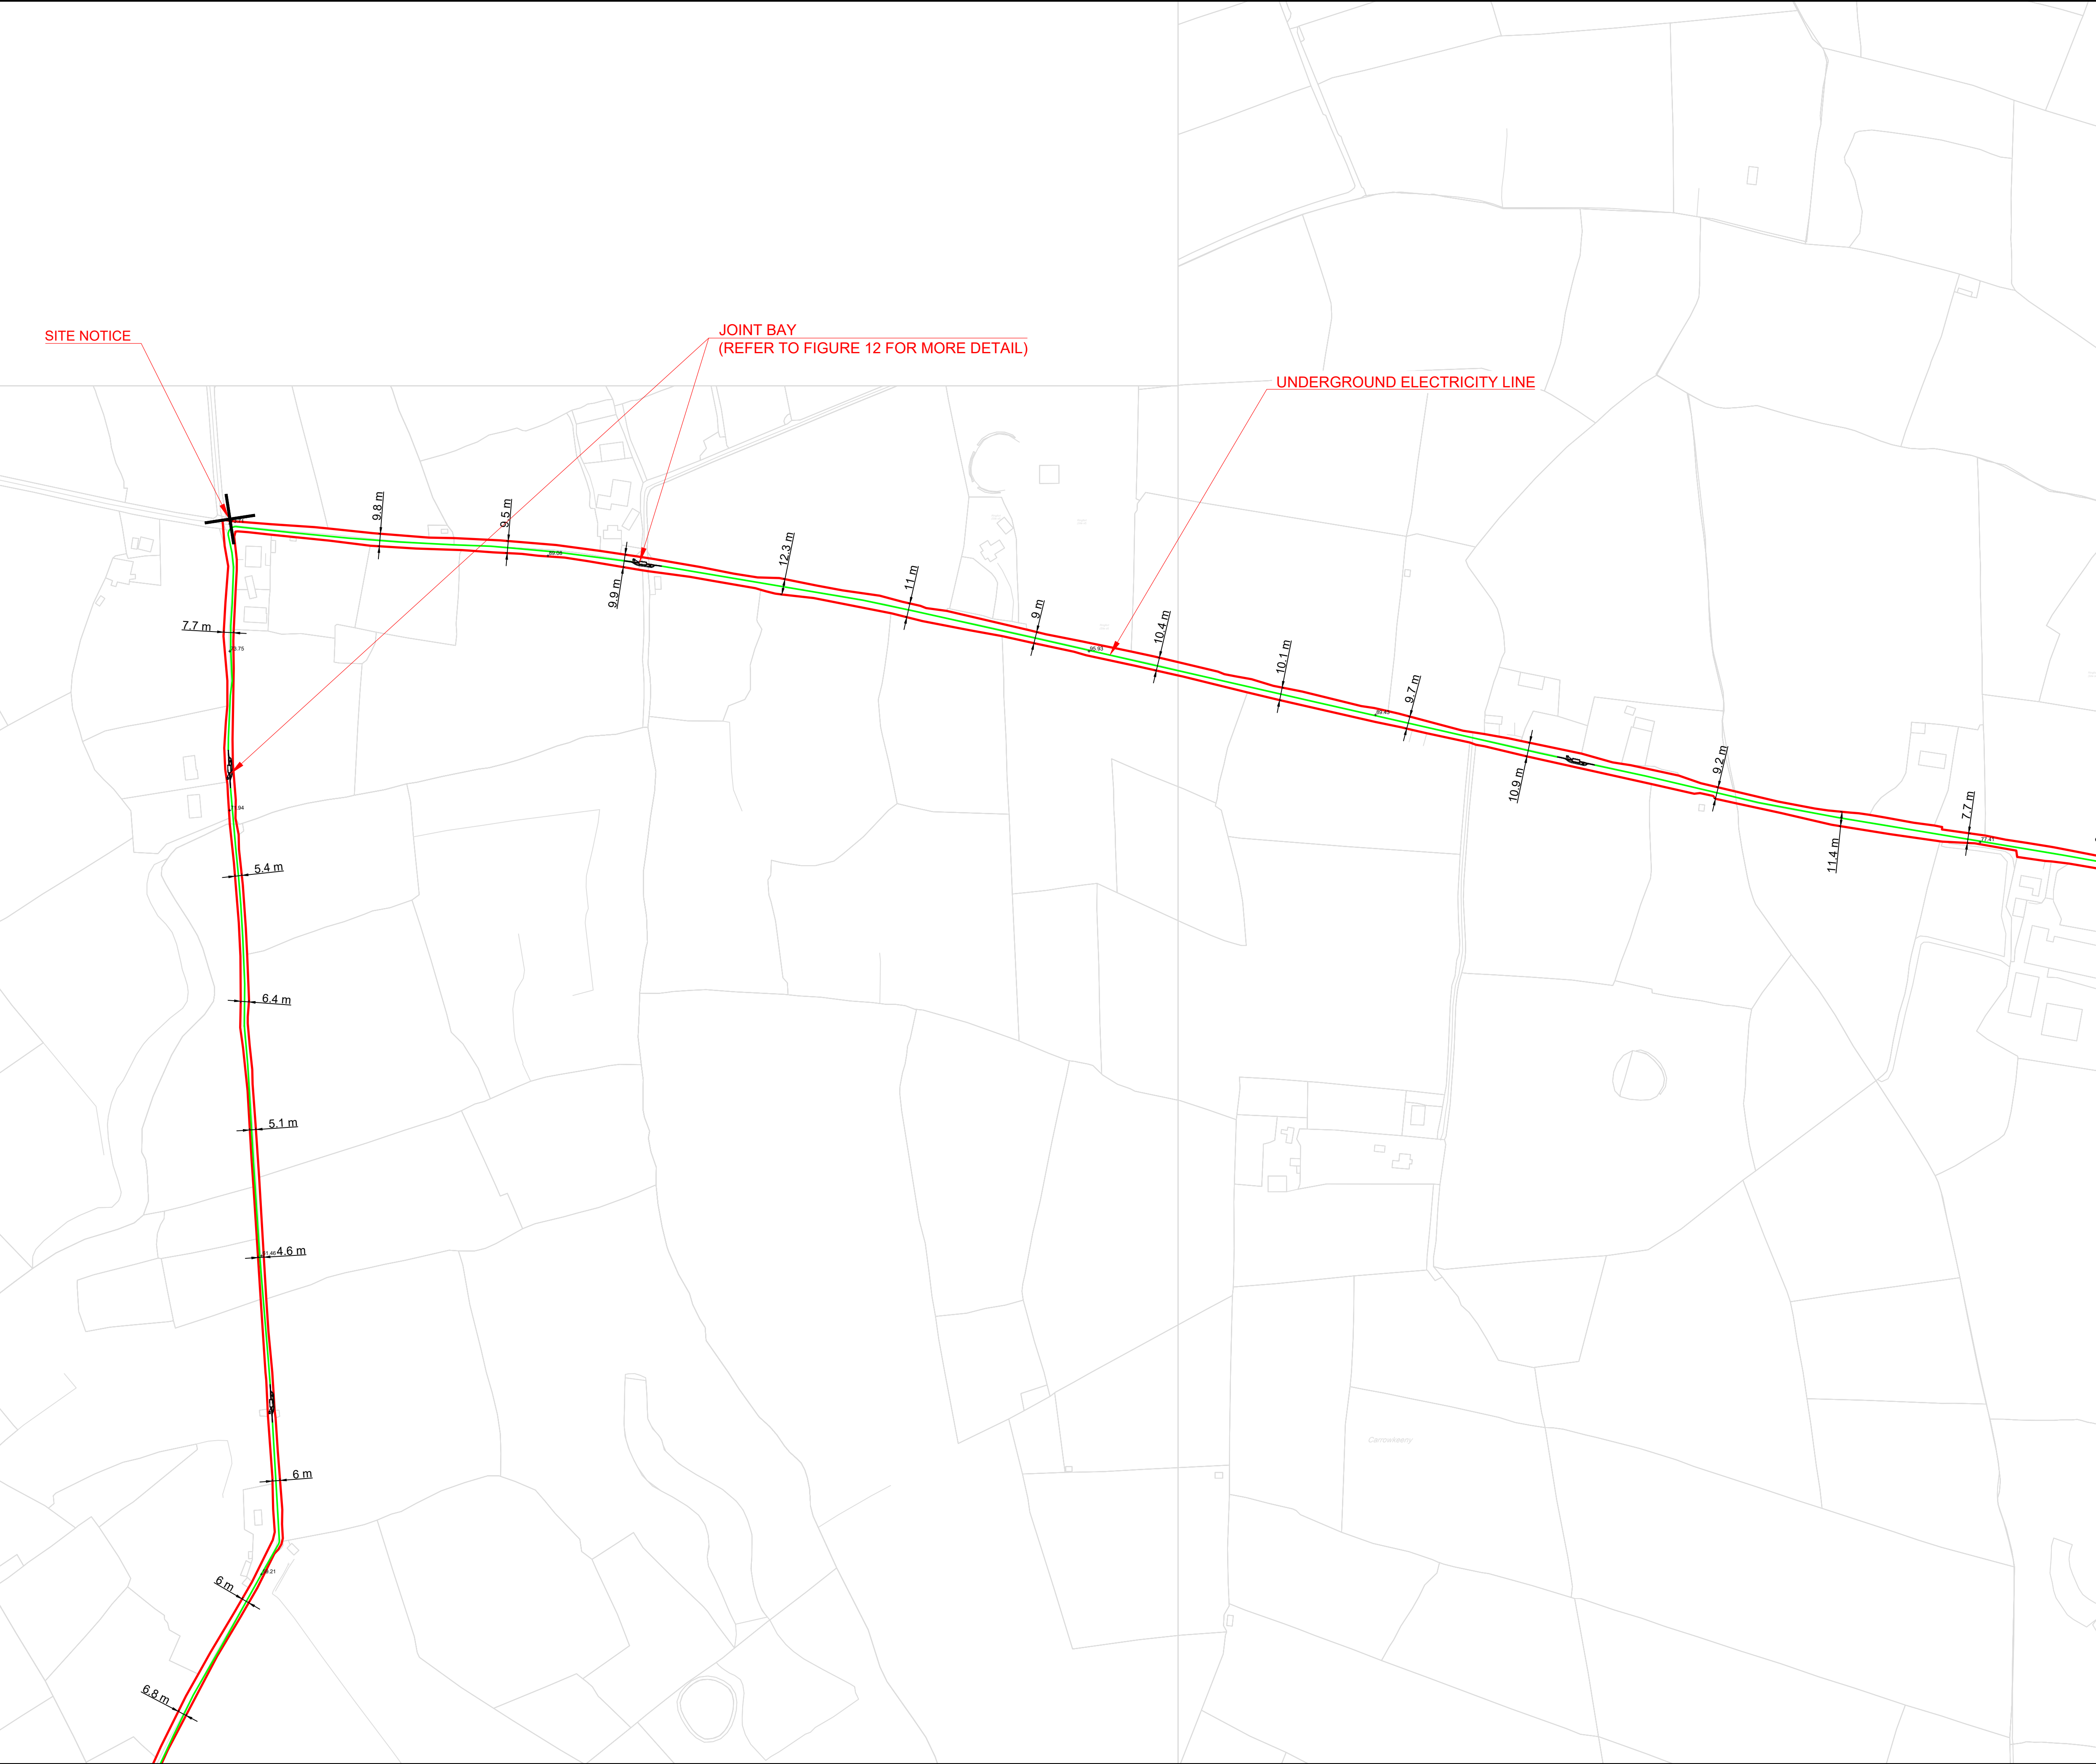 SITE NOTICE
JOINT BAY
(REFER TO FIGURE 12 FOR MORE DETAIL)
UNDERGROUND ELECTRICITY LINE
9.8 m
9.5 m
9.9 m
12.3 m
11 m
9 m
10.4 m
10.1 m
9.7 m
10.9 m
9.2 m
11.4 m
7.7 m
7.7 m
5.4 m
6.4 m
5.1 m
4.6 m
6 m
6 m
6.8 m
Carrowkeeny